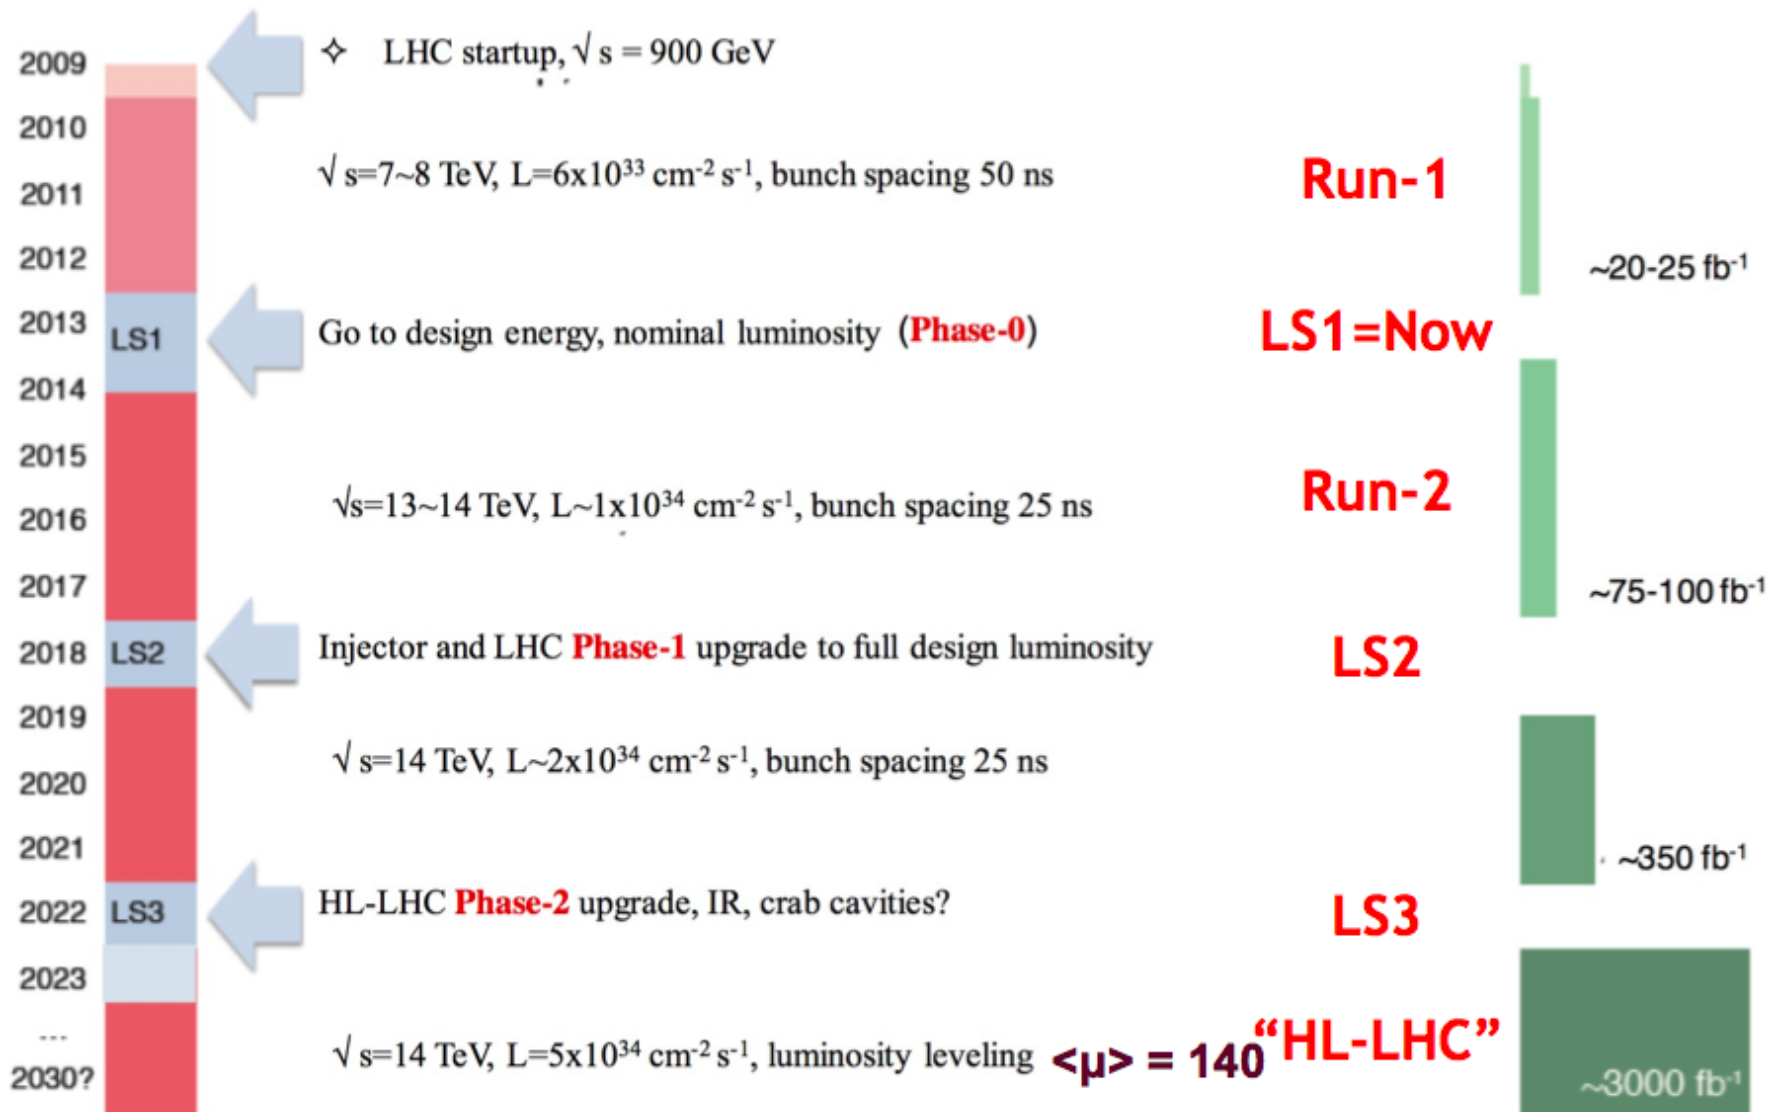 2009
✧ LHC startup, √ s = 900 GeV
2010
√ s=7~8 TeV, L=6x10³³ cm⁻² s⁻¹, bunch spacing 50 ns
Run-1
2011
2012
~20-25 fb⁻¹
2013
LS1
Go to design energy, nominal luminosity (Phase-0)
LS1=Now
2014
2015
2016
√s=13~14 TeV, L~1x10³⁴ cm⁻² s⁻¹, bunch spacing 25 ns
Run-2
2017
~75-100 fb⁻¹
2018
LS2
Injector and LHC Phase-1 upgrade to full design luminosity
LS2
2019
√ s=14 TeV, L~2x10³⁴ cm⁻² s⁻¹, bunch spacing 25 ns
2020
2021
~350 fb⁻¹
2022
LS3
HL-LHC Phase-2 upgrade, IR, crab cavities?
LS3
2023
...
2030?
√ s=14 TeV, L=5x10³⁴ cm⁻² s⁻¹, luminosity leveling
<μ> = 140
“HL-LHC”
~3000 fb⁻¹